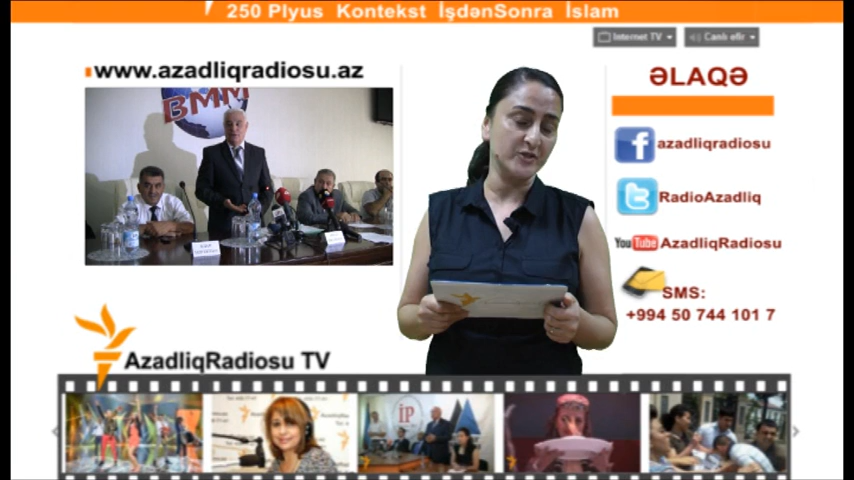 250 Plyus Kontekst İşdənSonra İslam
Internet TV
Canlı efir
www.azadliqradiosu.az
BMM
ƏLAQƏ
azadliqradiosu
RadioAzadliq
YouTube AzadliqRadiosu
SMS:
+994 50 744 101 7
AzadliqRadiosu TV
İP